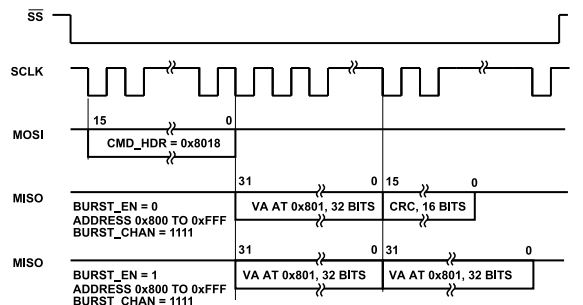 SS
SCLK
MOSI
15 0
CMD_HDR = 0x8018
MISO
31 0 15 0
VA AT 0x801, 32 BITS CRC, 16 BITS
BURST_EN = 0
ADDRESS 0x800 TO 0xFFF
BURST_CHAN = 1111
MISO
31 0 31 0
VA AT 0x801, 32 BITS VA AT 0x801, 32 BITS
BURST_EN = 1
ADDRESS 0x800 TO 0xFFF
BURST_CHAN = 1111